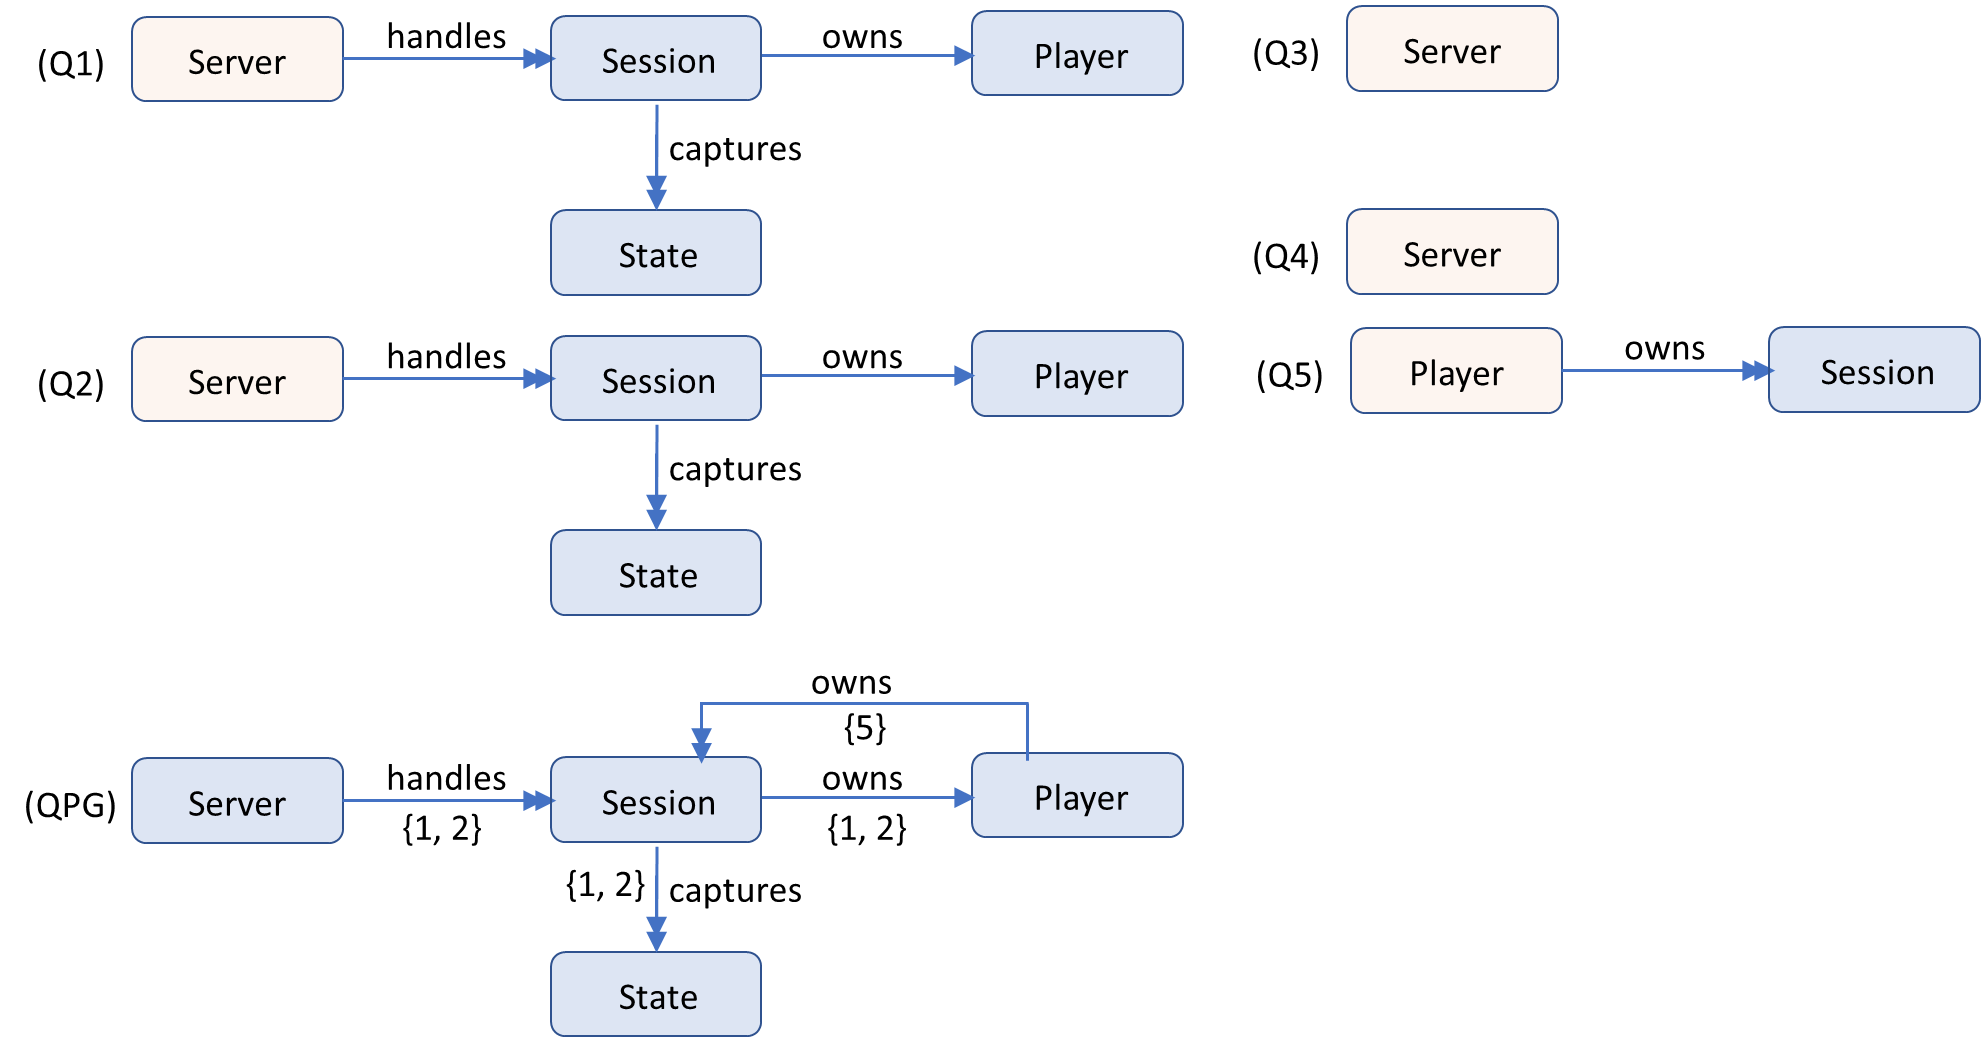 (Q1) Server handles Session owns Player
captures
State
(Q2) Server handles Session owns Player
captures
State
(Q3) Server
(Q4) Server
(Q5) Player owns Session
owns
{5}
(QPG) Server handles Session owns Player
{1, 2} {1, 2}
{1, 2} captures
State